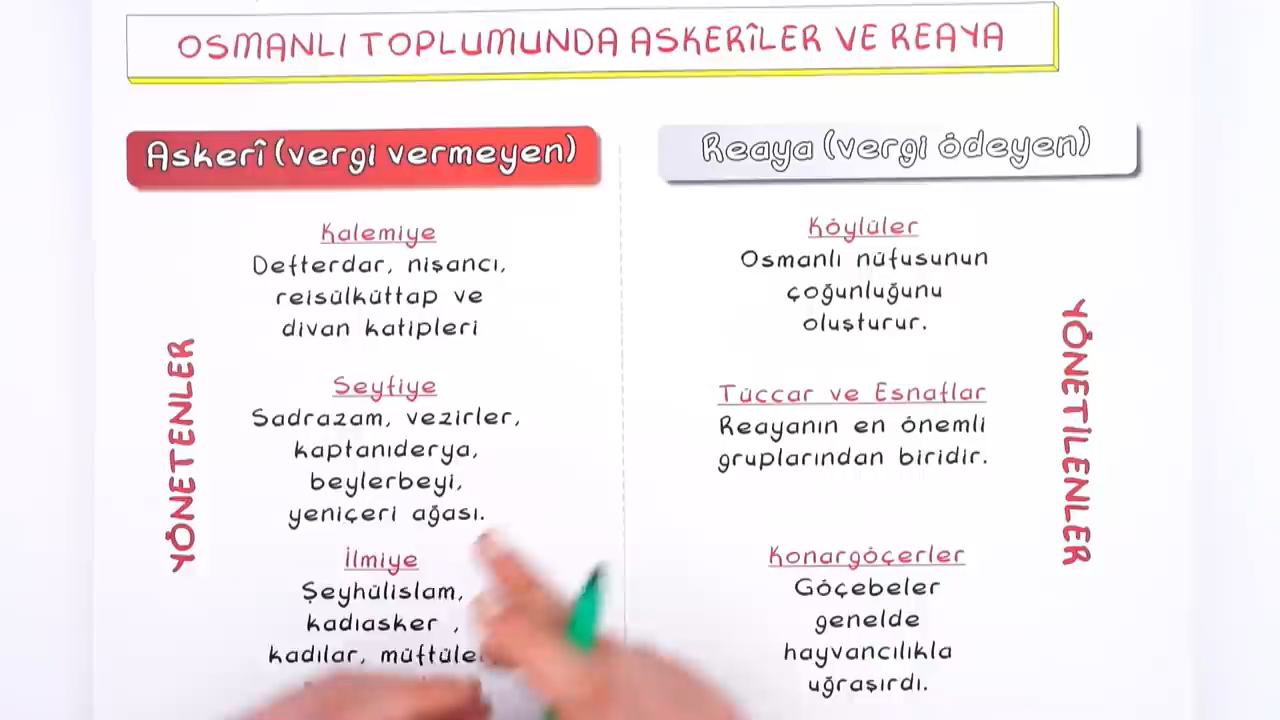 OSMANLI TOPLUMUNDA ASKERÎLER VE REAYA
Askerî (vergi vermeyen)
YÖNETENLER
Kalemiye
Defterdar, nişancı,
reisülküttap ve
divan katipleri
Seyfiye
Sadrazam, vezirler,
kaptanıderya,
beylerbeyi,
yeniçeri ağası.
İlmiye
Şeyhülislam,
kadıasker ,
kadılar,
Reaya (vergi ödeyen)
Köylüler
Osmanlı nüfusunun
çoğunluğunu
oluşturur.
Tüccar ve Esnaflar
Reayanın en önemli
gruplarından biridir.
Konargöçerler
Göçebeler
genelde
hayvancılıkla
uğraşırdı.
YÖNETİLENLER